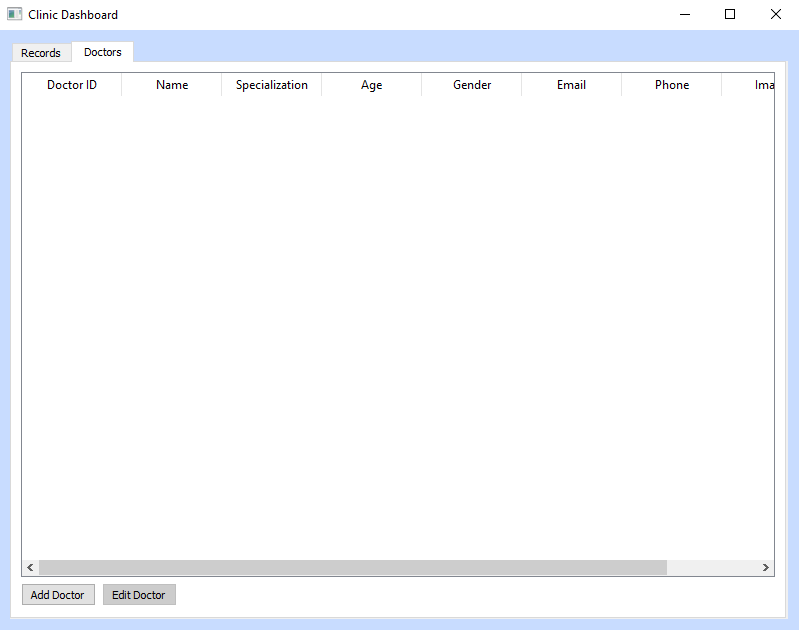 Clinic Dashboard
Records Doctors
Doctor ID Name Specialization Age Gender Email Phone Ima
Add Doctor Edit Doctor